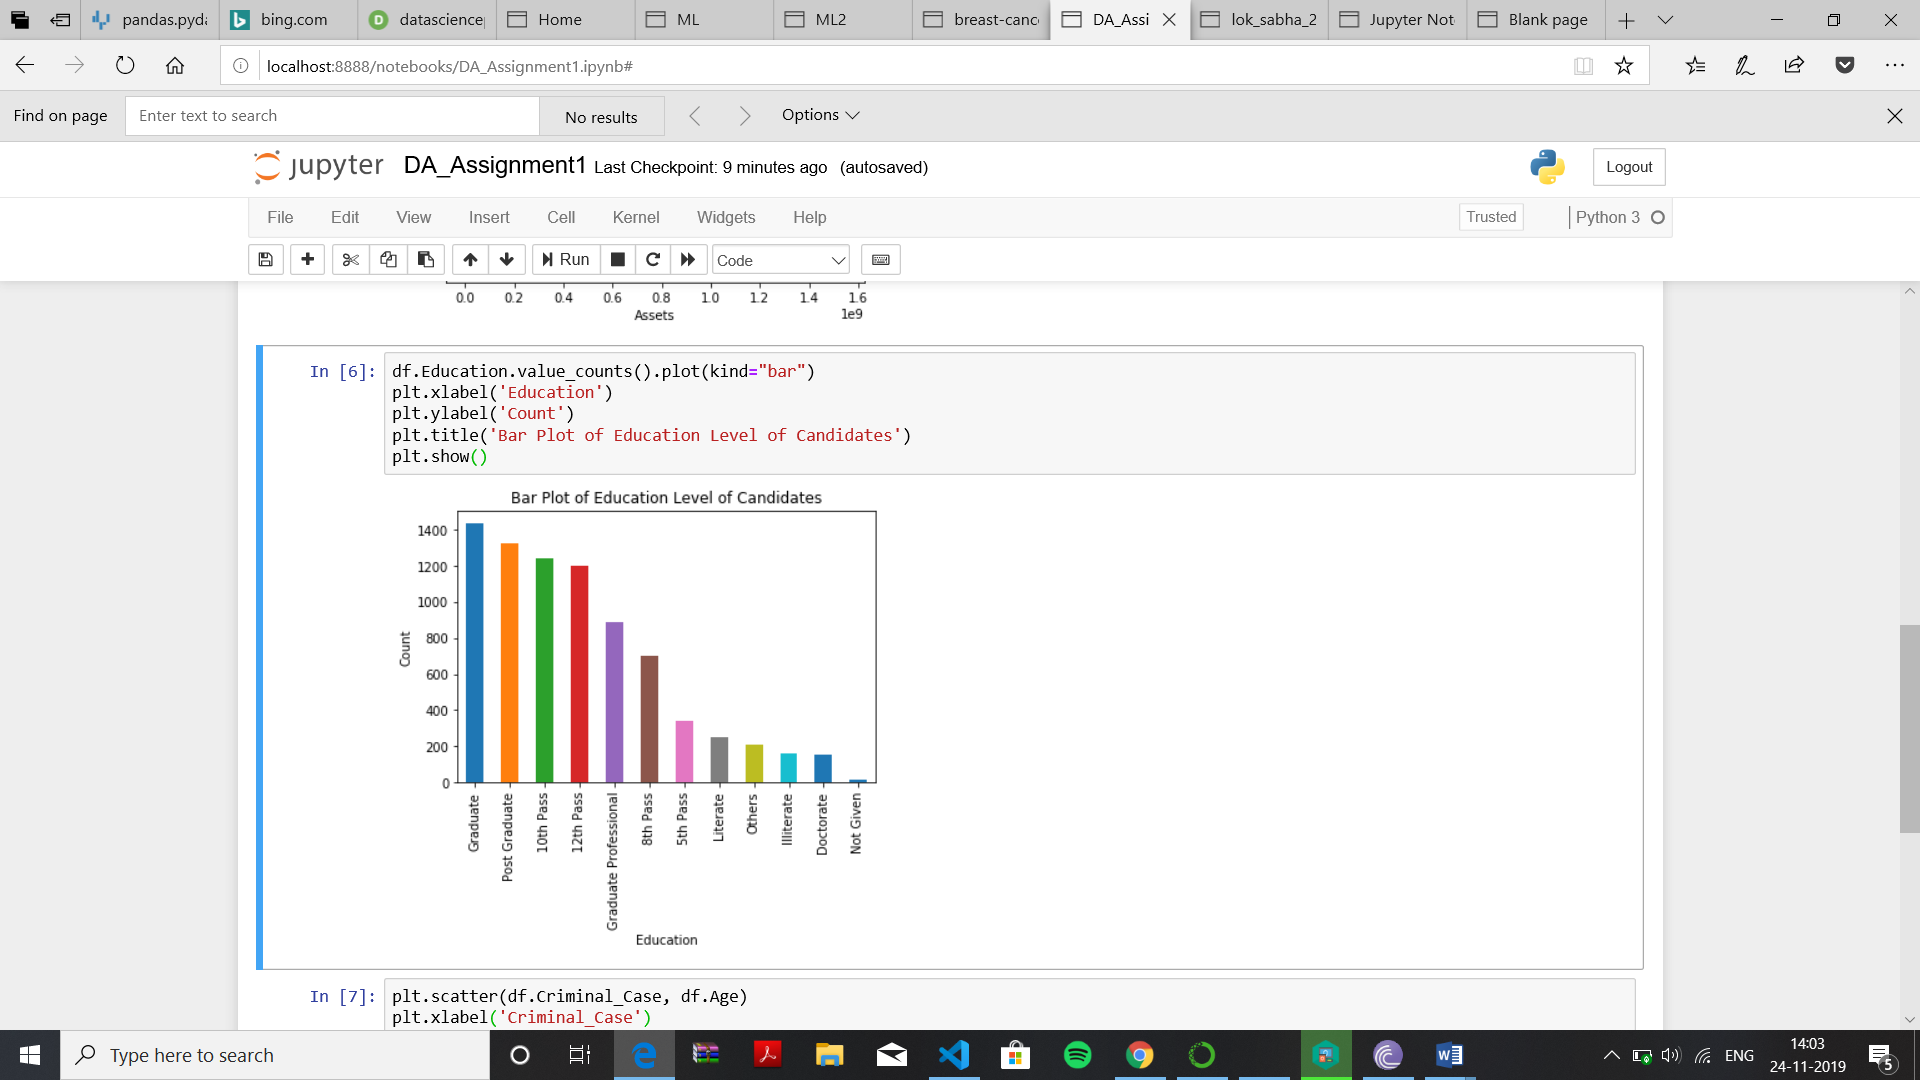 pandas.pyda
bing.com
datascience
Home
ML
ML2
breast-canc
DA_Assi
lok_sabha_2
Jupyter Not
Blank page
localhost:8888/notebooks/DA_Assignment1.ipynb#
Find on page
Enter text to search
No results
Options
jupyter
DA_Assignment1 Last Checkpoint: 9 minutes ago (autosaved)
Logout
File Edit View Insert Cell Kernel Widgets Help
Trusted
Python 3
Run
Code
0.0 0.2 0.4 0.6 0.8 1.0 1.2 1.4 1.6
Assets
1e9
In [6]:
df.Education.value_counts().plot(kind="bar")
plt.xlabel('Education')
plt.ylabel('Count')
plt.title('Bar Plot of Education Level of Candidates')
plt.show()
Bar Plot of Education Level of Candidates
1400
1200
1000
800
600
400
200
0
Count
Graduate
Post Graduate
10th Pass
12th Pass
Graduate Professional
8th Pass
5th Pass
Literate
Others
Illiterate
Doctorate
Not Given
Education
In [7]:
plt.scatter(df.Criminal_Case, df.Age)
plt.xlabel('Criminal_Case')
Type here to search
ENG
14:03
24-11-2019
5